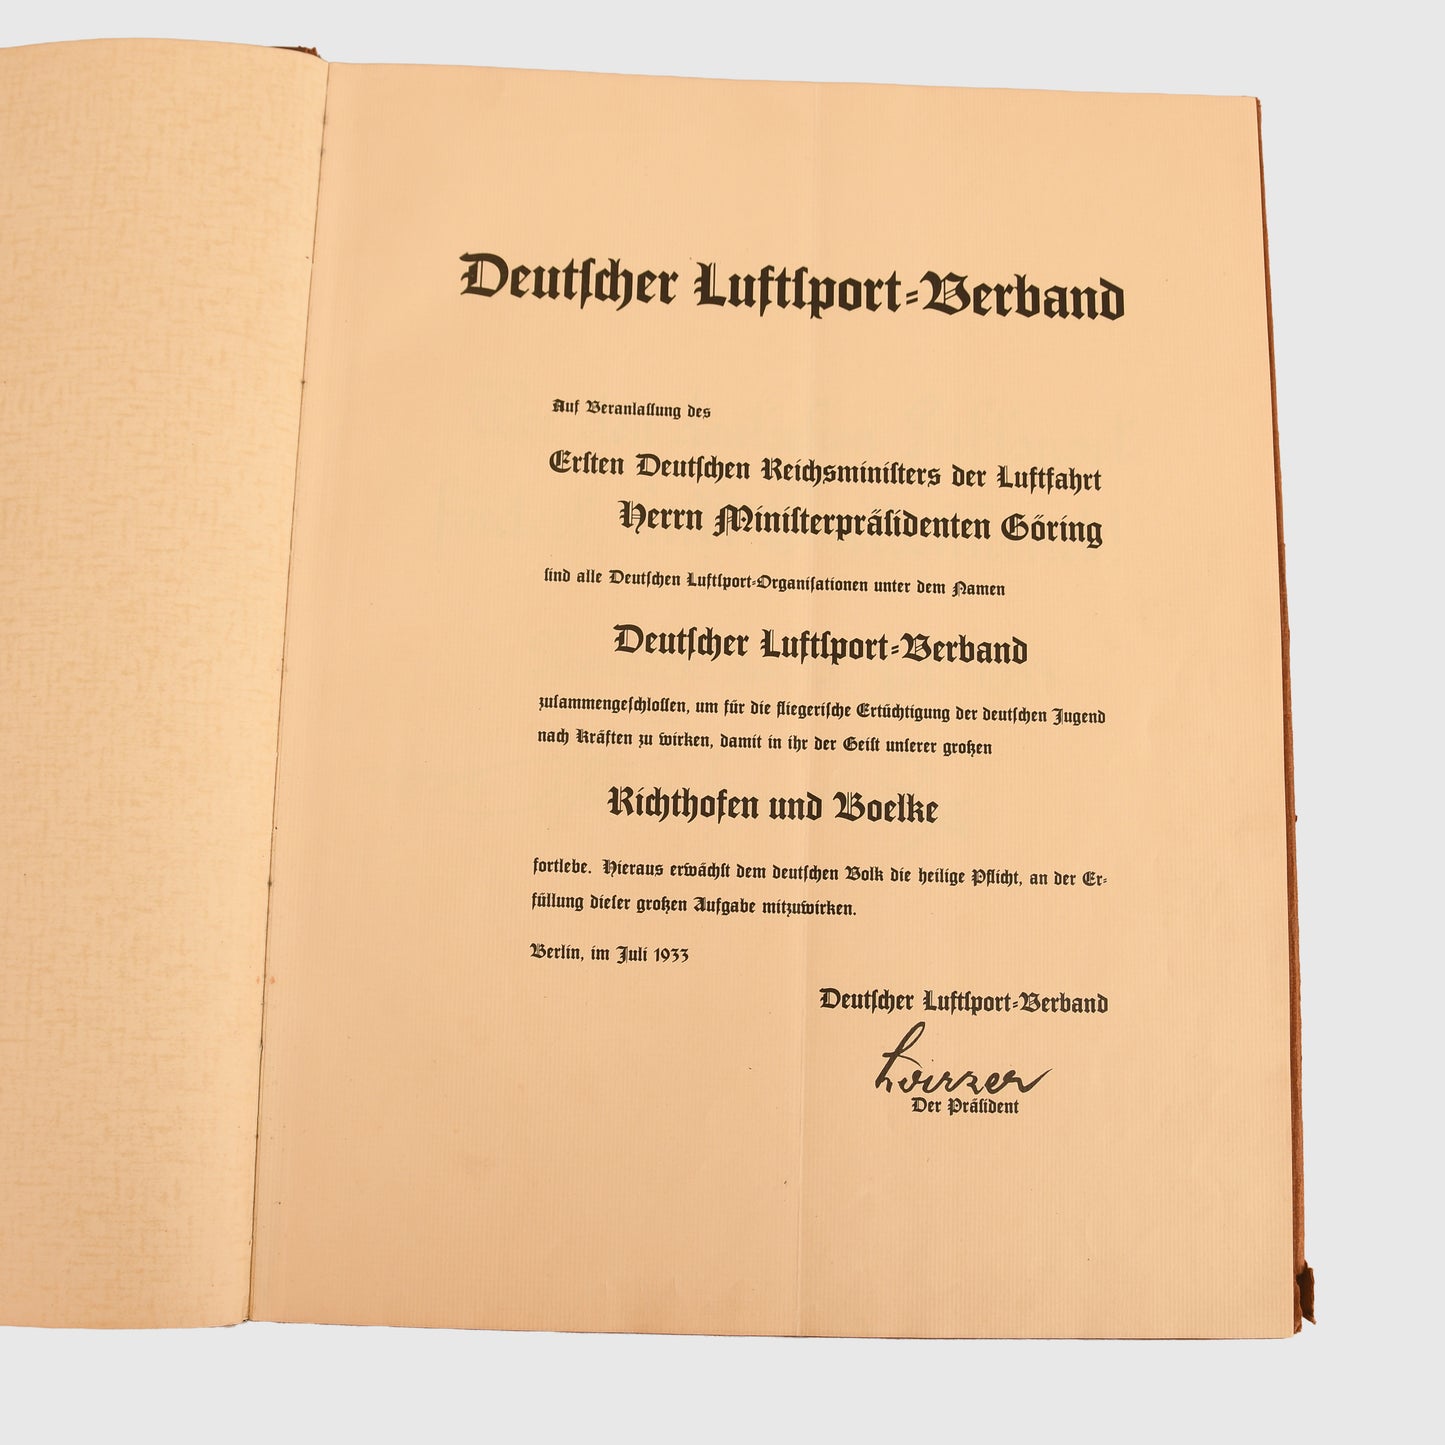 Deutſcher Luftſport-Verband
Auf Veranlaſſung des
Erſten Deutſchen Reichsminiſters der Luftfahrt
Herrn Miniſterpräſidenten Göring
ſind alle Deutſchen Luftſport-Organiſationen unter dem Namen
Deutſcher Luftſport-Verband
zuſammengeſchloſſen, um für die fliegeriſche Ertüchtigung der deutſchen Jugend
nach Kräften zu wirken, damit in ihr der Geiſt unſerer großen
Richthofen und Boelke
fortlebe. Hieraus erwächſt dem deutſchen Volk die heilige Pflicht, an der Er-
füllung dieſer großen Aufgabe mitzuwirken.
Berlin, im Juli 1933
Deutſcher Luftſport-Verband
Loerzer
Der Präſident